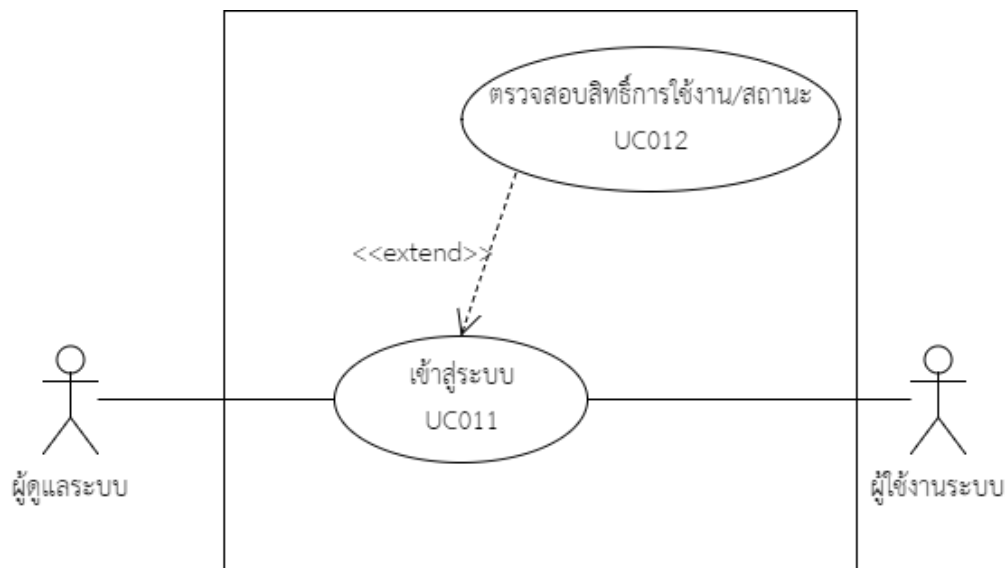 ตรวจสอบสิทธิ์การใช้งาน/สถานะ
UC012
<<extend>>
เข้าสู่ระบบ
UC011
ผู้ดูแลระบบ
ผู้ใช้งานระบบ